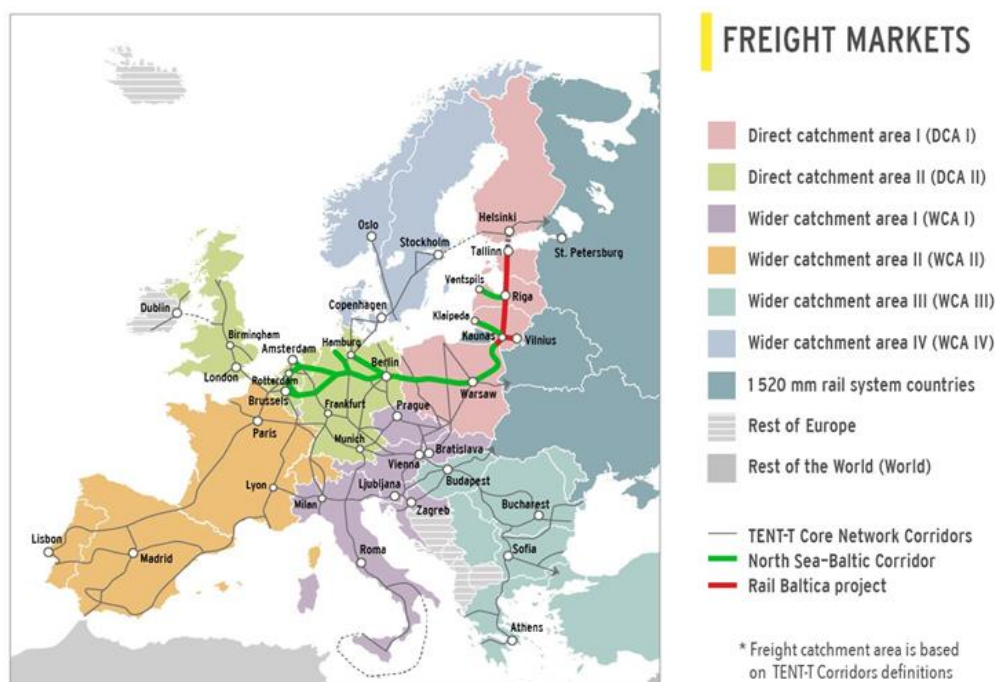 FREIGHT MARKETS
Direct catchment area I (DCA I)
Direct catchment area II (DCA II)
Wider catchment area I (WCA I)
Wider catchment area II (WCA II)
Wider catchment area III (WCA III)
Wider catchment area IV (WCA IV)
1 520 mm rail system countries
Rest of Europe
Rest of the World (World)
TENT-T Core Network Corridors
North Sea-Baltic Corridor
Rail Baltica project
* Freight catchment area is based
on TENT-T Corridors definitions
Helsinki
Oslo
Stockholm
Tallinn
St. Petersburg
Ventspils
Riga
Copenhagen
Klaipeda
Dublin
Kaunas
Vilnius
Birmingham
Hamburg
Amsterdam
Berlin
London
Rotterdam
Warsaw
Brussels
Frankfurt
Prague
Paris
Munich
Bratislava
Vienna
Budapest
Lyon
Ljubljana
Milan
Zagreb
Bucharest
Lisbon
Madrid
Roma
Sofia
Athens